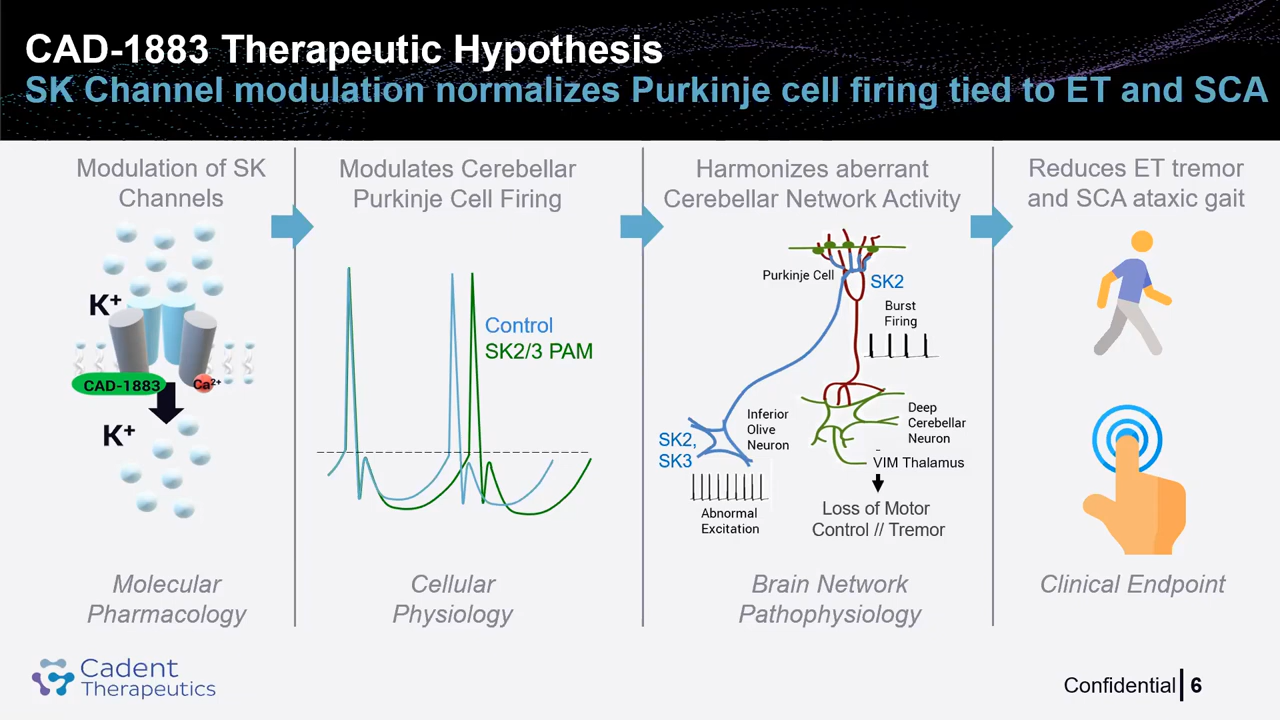 CAD-1883 Therapeutic Hypothesis
SK Channel modulation normalizes Purkinje cell firing tied to ET and SCA
Modulation of SK
Channels
K+
CAD-1883
Ca2+
K+
Molecular
Pharmacology
Modulates Cerebellar
Purkinje Cell Firing
Control
SK2/3 PAM
Cellular
Physiology
Harmonizes aberrant
Cerebellar Network Activity
Purkinje Cell
SK2
Burst
Firing
Inferior
Olive
Neuron
SK2,
SK3
Abnormal
Excitation
Deep
Cerebellar
Neuron
VIM Thalamus
Loss of Motor
Control // Tremor
Brain Network
Pathophysiology
Reduces ET tremor
and SCA ataxic gait
Clinical Endpoint
Cadent
Therapeutics
Confidential 6